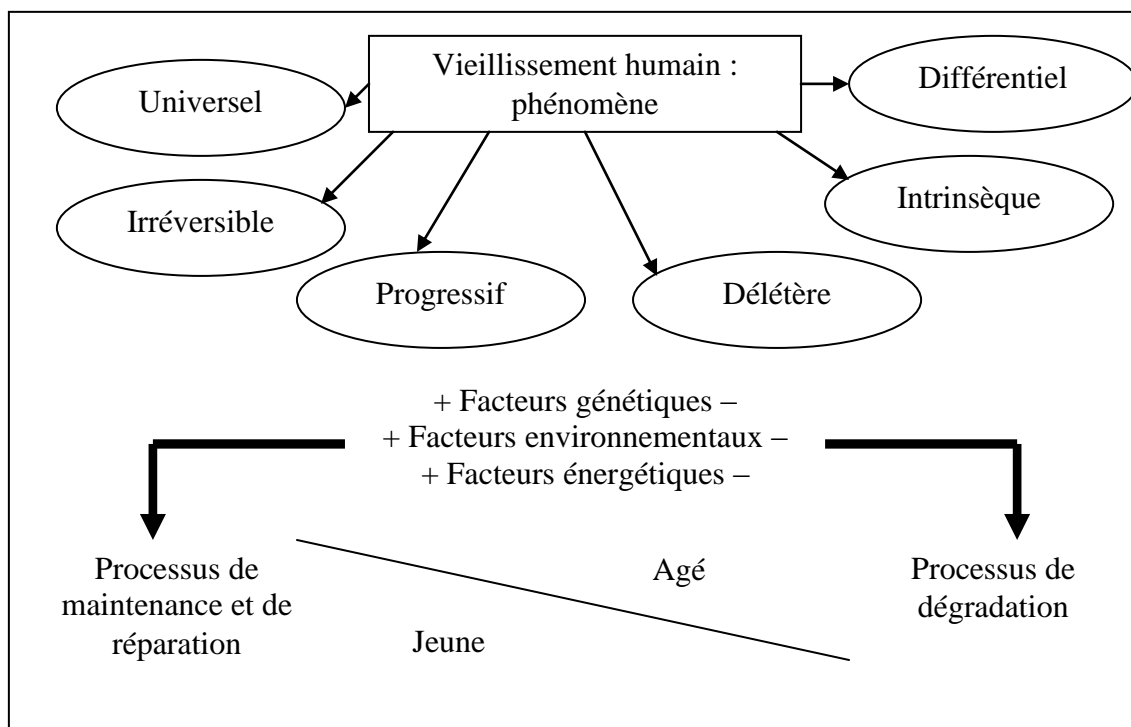 Vieillissement humain :
phénomène
Universel
Différentiel
Irréversible
Intrinsèque
Progressif
Délétère
+ Facteurs génétiques –
+ Facteurs environnementaux –
+ Facteurs énergétiques –
Processus de
maintenance et de
réparation
Agé
Jeune
Processus de
dégradation